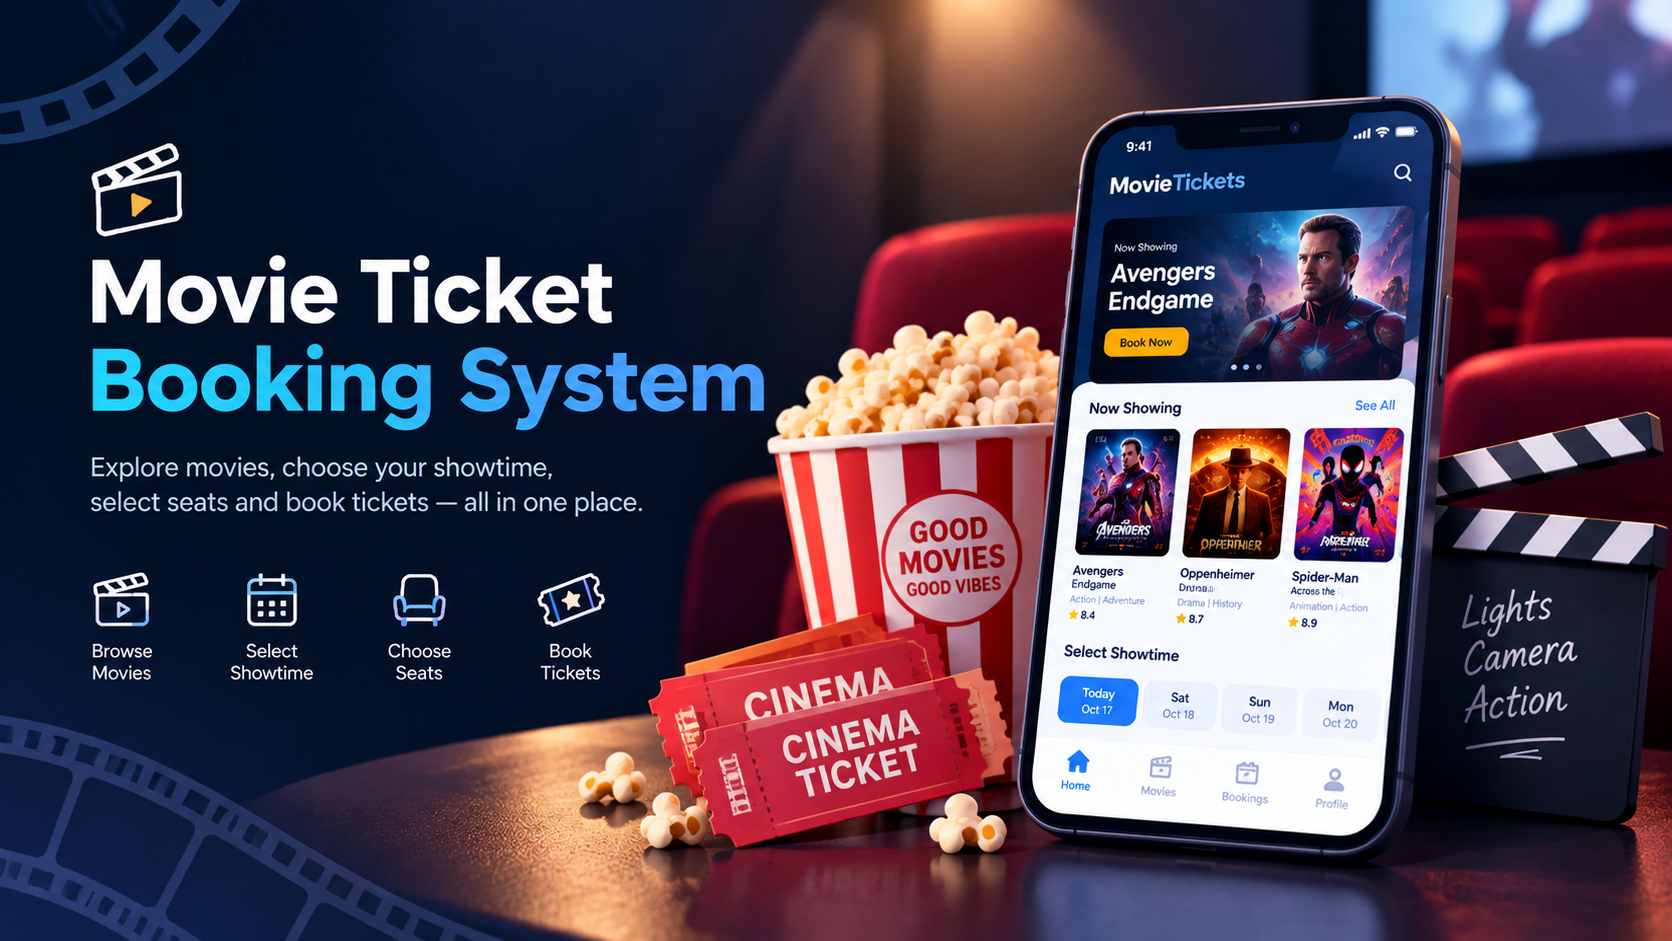 Movie Ticket
Booking System
Explore movies, choose your showtime,
select seats and book tickets — all in one place.
Browse
Movies
Select
Showtime
Choose
Seats
Book
Tickets
GOOD
MOVIES
GOOD VIBES
CINEMA
CINEMA
TICKET
9:41
MovieTickets
Now Showing
Avengers
Endgame
Book Now
Now Showing
See All
AVENGERS
Avengers
Endgame
Action | Adventure
8.4
Oppenheimer
Drama | History
8.7
Spider-Man
Across the
Animation | Action
8.9
Select Showtime
Today
Oct 17
Sat
Oct 18
Sun
Oct 19
Mon
Oct 20
Home
Movies
Bookings
Profile
Lights
Camera
Action